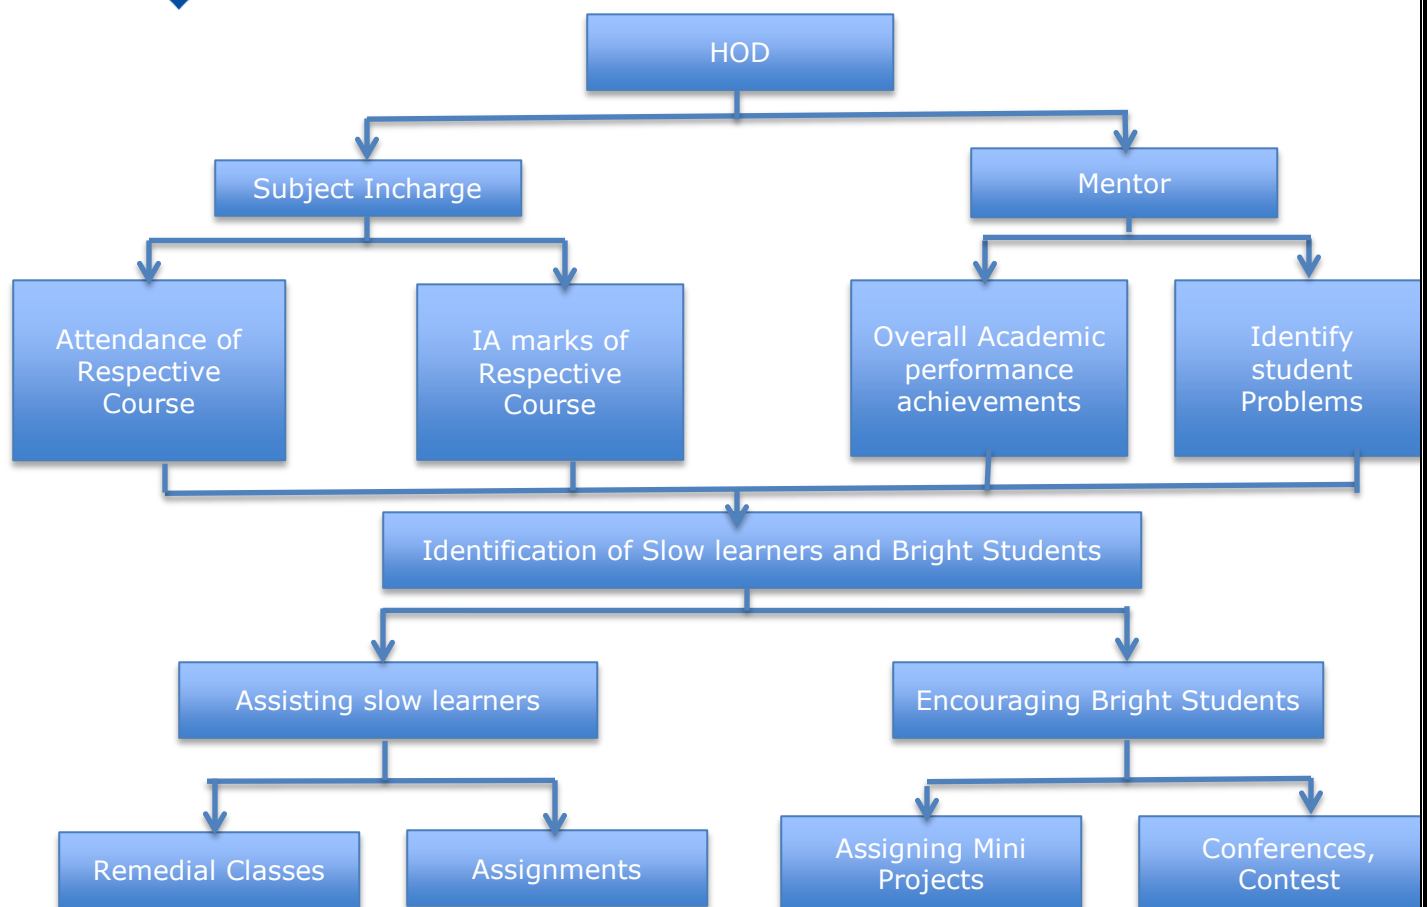 HOD
Subject Incharge
Mentor
Attendance of
Respective
Course
IA marks of
Respective
Course
Overall Academic
performance
achievements
Identify
student
Problems
Identification of Slow learners and Bright Students
Assisting slow learners
Encouraging Bright Students
Remedial Classes
Assignments
Assigning Mini
Projects
Conferences,
Contest